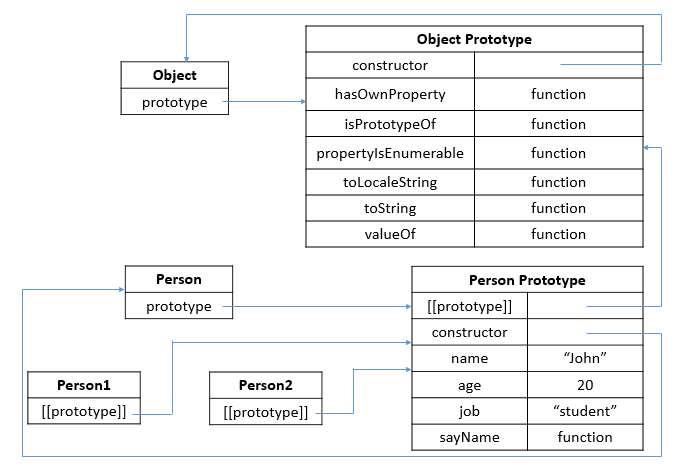 Object Prototype
constructor
Object
prototype
hasOwnProperty function
isPrototypeOf function
propertyIsEnumerable function
toLocaleString function
toString function
valueOf function
Person
prototype
Person Prototype
[[prototype]]
constructor
name “John”
age 20
job “student”
sayName function
Person1
[[prototype]]
Person2
[[prototype]]